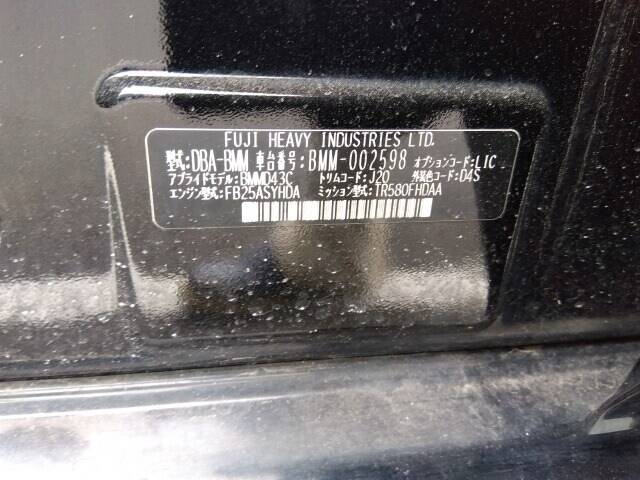 FUJI HEAVY INDUSTRIES LTD.
型式:DBA-BMM 車台番号:BMM-002598 オプションコード:LIC
アプライドモデル:BMMD43C トリムコード:J20 外装色コード:D4S
エンジン型式:FB25ASYHDA ミッション型式:TR580FHDAA